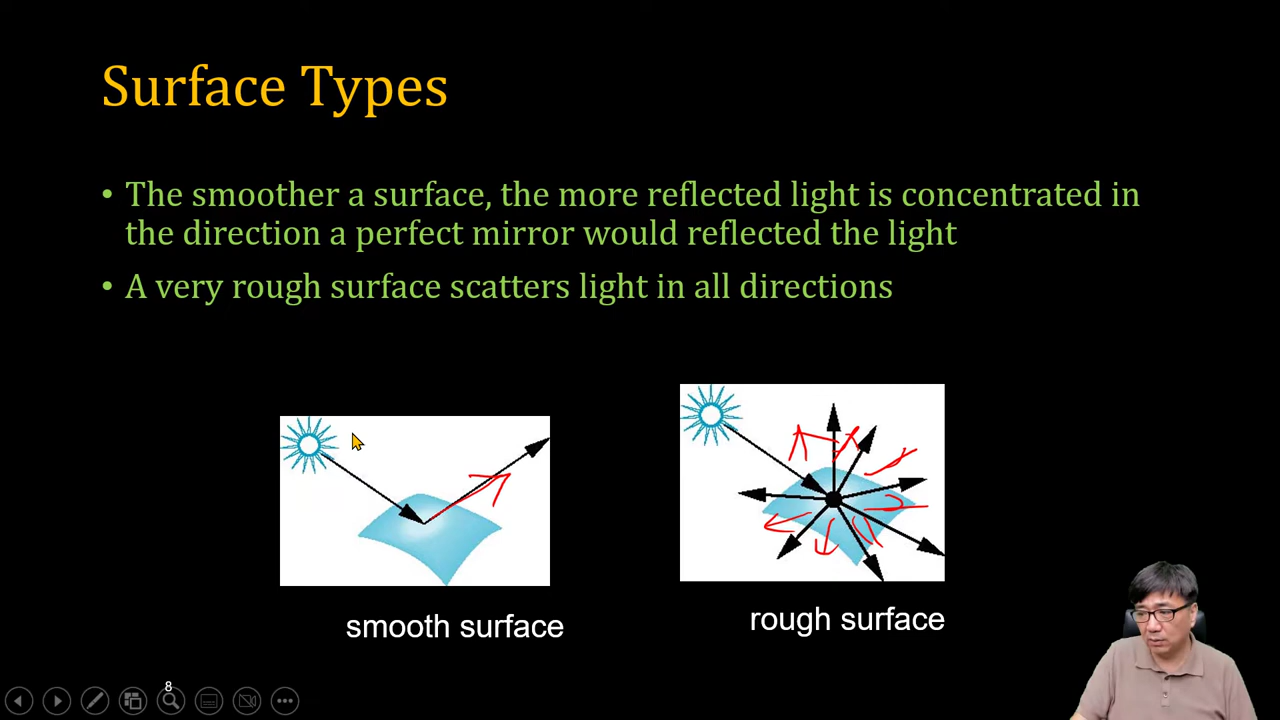 Surface Types
• The smoother a surface, the more reflected light is concentrated in
the direction a perfect mirror would reflected the light
• A very rough surface scatters light in all directions
smooth surface
rough surface
8